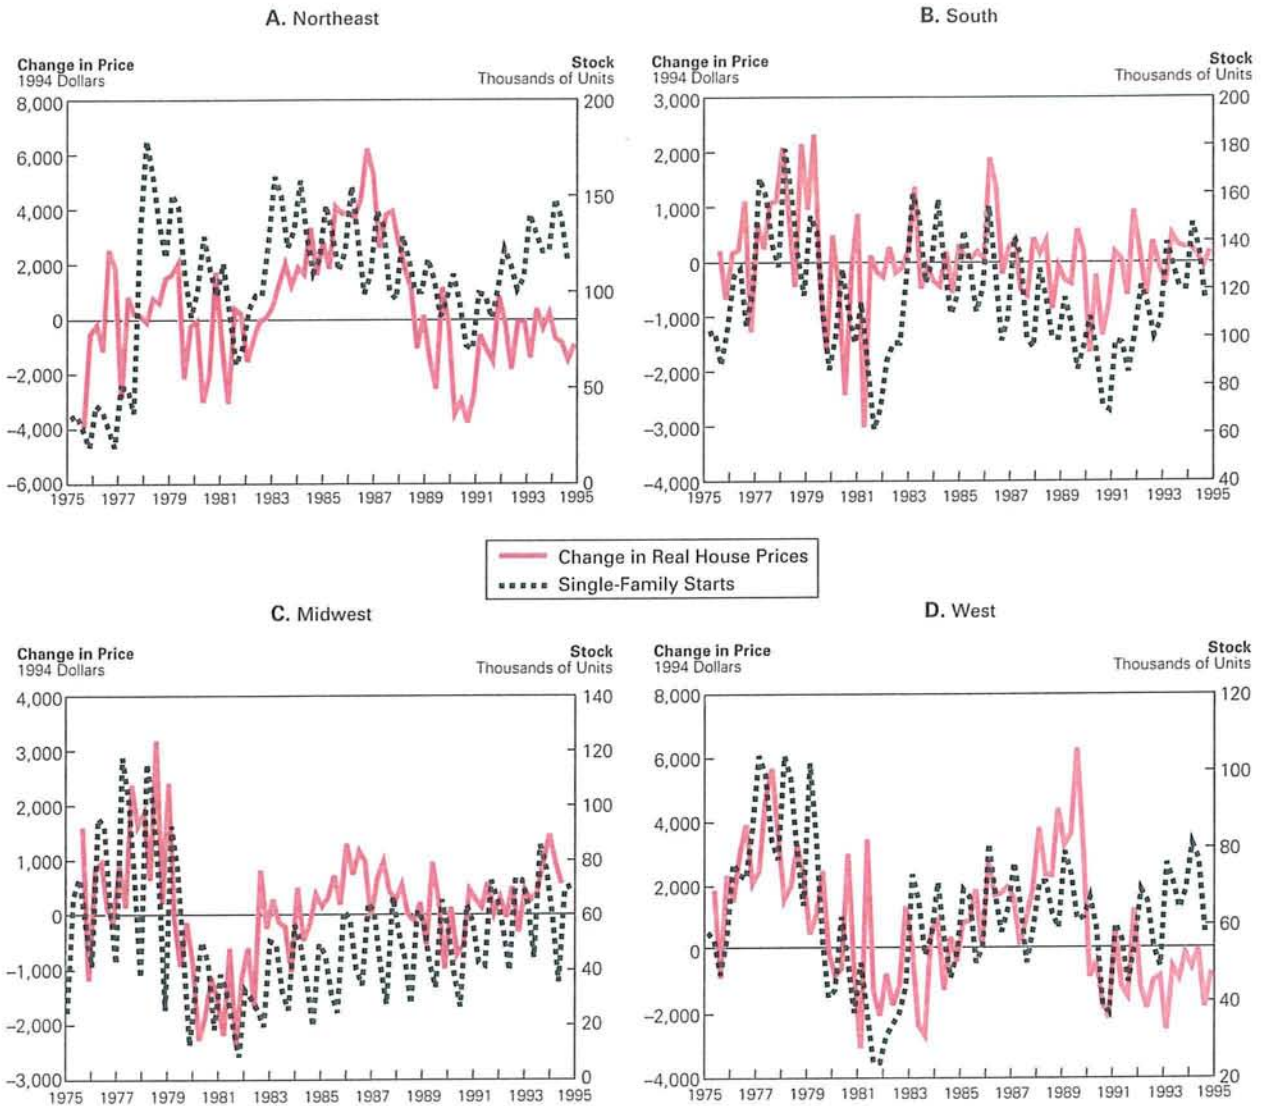 A. Northeast
Change in Price
1994 Dollars
Stock
Thousands of Units
8,000
6,000
4,000
2,000
0
–2,000
–4,000
–6,000
200
150
100
50
0
1975 1977 1979 1981 1983 1985 1987 1989 1991 1993 1995
B. South
Change in Price
1994 Dollars
Stock
Thousands of Units
3,000
2,000
1,000
0
–1,000
–2,000
–3,000
–4,000
200
180
160
140
120
100
80
60
40
1975 1977 1979 1981 1983 1985 1987 1989 1991 1993 1995
Change in Real House Prices
Single-Family Starts
C. Midwest
Change in Price
1994 Dollars
Stock
Thousands of Units
4,000
3,000
2,000
1,000
0
–1,000
–2,000
–3,000
140
120
100
80
60
40
20
0
1975 1977 1979 1981 1983 1985 1987 1989 1991 1993 1995
D. West
Change in Price
1994 Dollars
Stock
Thousands of Units
8,000
6,000
4,000
2,000
0
–2,000
–4,000
120
100
80
60
40
20
1975 1977 1979 1981 1983 1985 1987 1989 1991 1993 1995